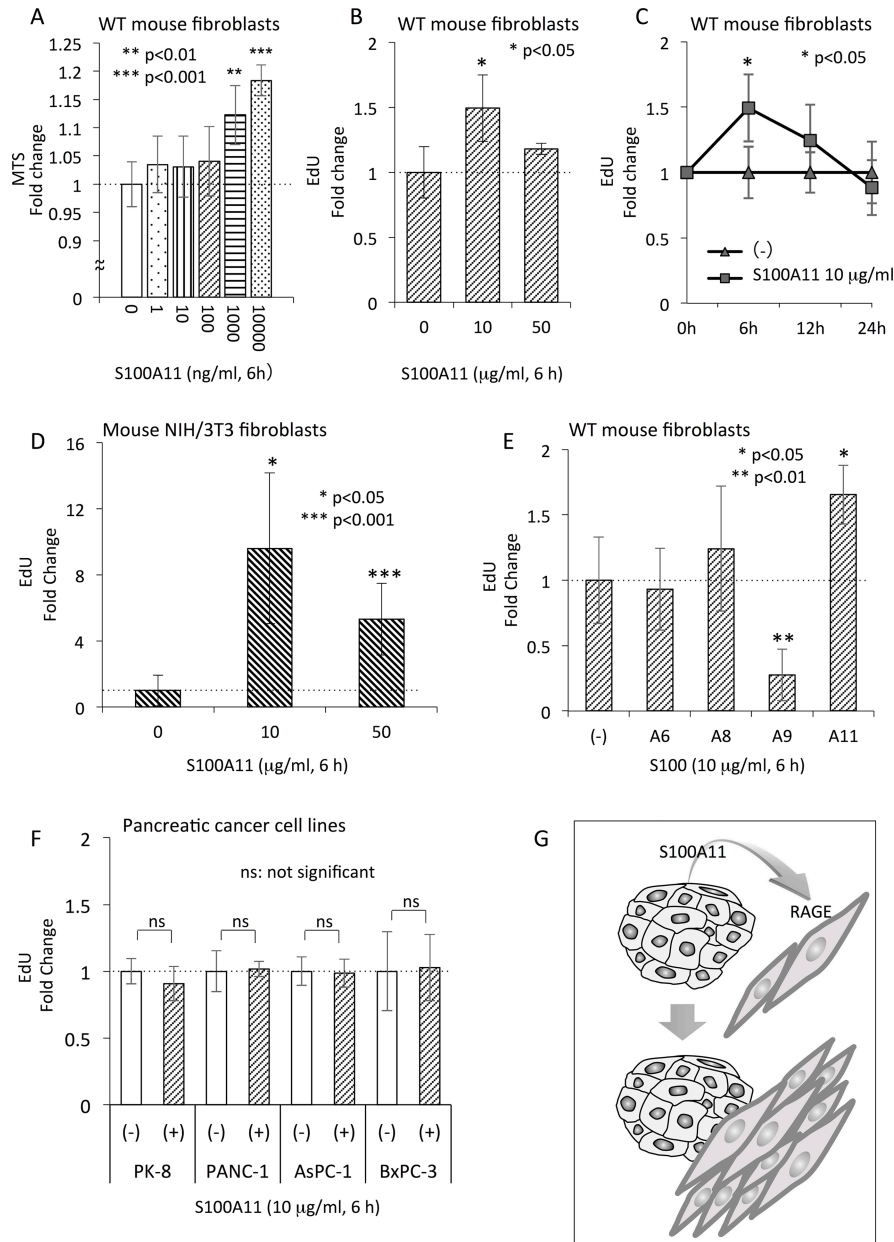 A
WT mouse fibroblasts
** p<0.01
*** p<0.001
**
***
MTS
Fold change
1.25
1.2
1.15
1.1
1.05
1
0.95
0.9
0
≈
0
1
10
100
1000
10000
S100A11 (ng/ml, 6h)
B
WT mouse fibroblasts
* p<0.05
*
EdU
Fold change
2
1.5
1
0.5
0
0
10
50
S100A11 (μg/ml, 6 h)
C
WT mouse fibroblasts
* p<0.05
*
EdU
Fold change
2
1.5
1
0.5
0
(-)
S100A11 10 μg/ml
0h
6h
12h
24h
D
Mouse NIH/3T3 fibroblasts
* p<0.05
*** p<0.001
*
***
EdU
Fold Change
16
12
8
4
0
0
10
50
S100A11 (μg/ml, 6 h)
E
WT mouse fibroblasts
* p<0.05
** p<0.01
*
**
EdU
Fold Change
2
1.5
1
0.5
0
(-)
A6
A8
A9
A11
S100 (10 μg/ml, 6 h)
F
Pancreatic cancer cell lines
ns: not significant
ns
ns
ns
ns
EdU
Fold Change
2
1.5
1
0.5
0
(-) (+) (-) (+) (-) (+) (-) (+)
PK-8 PANC-1 AsPC-1 BxPC-3
S100A11 (10 μg/ml, 6 h)
G
S100A11
RAGE